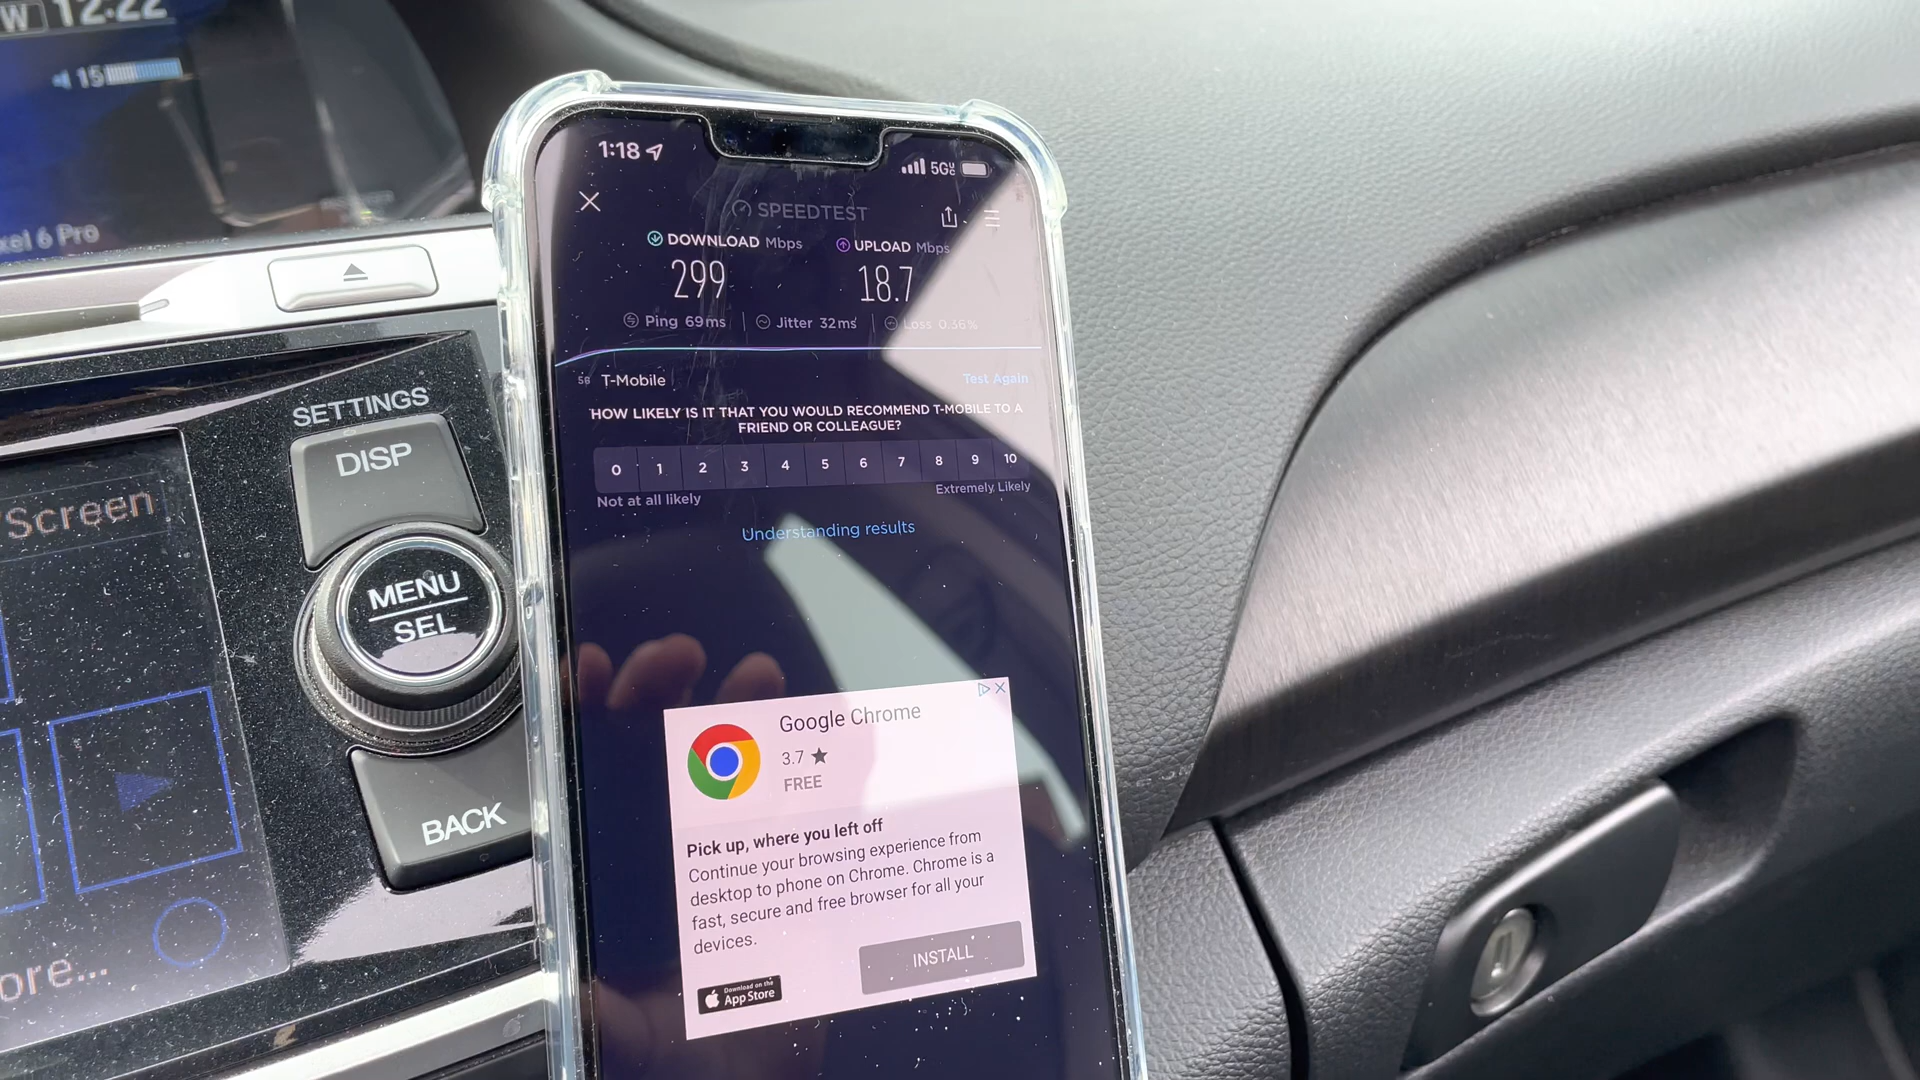 W 12:22
15
xel 6 Pro
SETTINGS
DISP
MENU
SEL
BACK
Screen
ore...
1:18
5G
SPEEDTEST
DOWNLOAD Mbps
UPLOAD Mbps
299
18.7
Ping 69ms
Jitter 32ms
Loss 0.36%
5G T-Mobile
Test Again
HOW LIKELY IS IT THAT YOU WOULD RECOMMEND T-MOBILE TO A
FRIEND OR COLLEAGUE?
0 1 2 3 4 5 6 7 8 9 10
Not at all likely
Extremely Likely
Understanding results
Google Chrome
3.7 ★
FREE
Pick up, where you left off
Continue your browsing experience from
desktop to phone on Chrome. Chrome is a
fast, secure and free browser for all your
devices.
Download on the
App Store
INSTALL